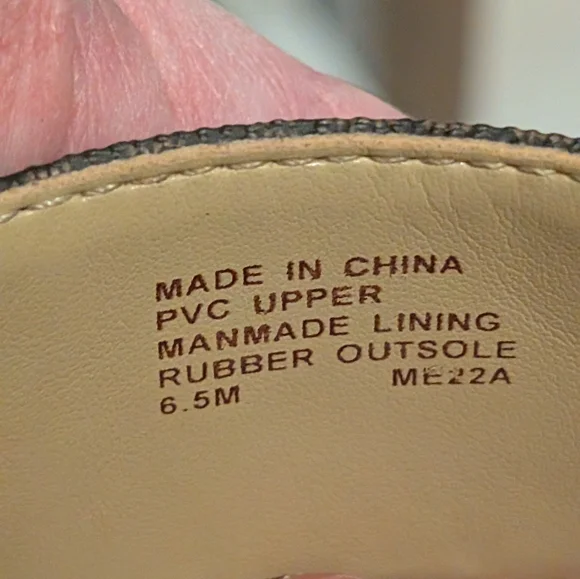 MADE IN CHINA
PVC UPPER
MANMADE LINING
RUBBER OUTSOLE
6.5M ME22A